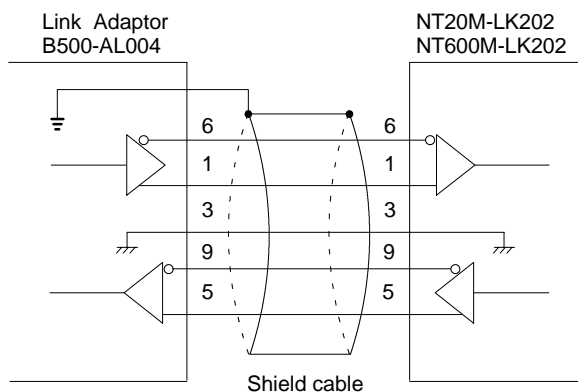 Link Adaptor
B500-AL004
NT20M-LK202
NT600M-LK202
6 6
1 1
3 3
9 9
5 5
Shield cable